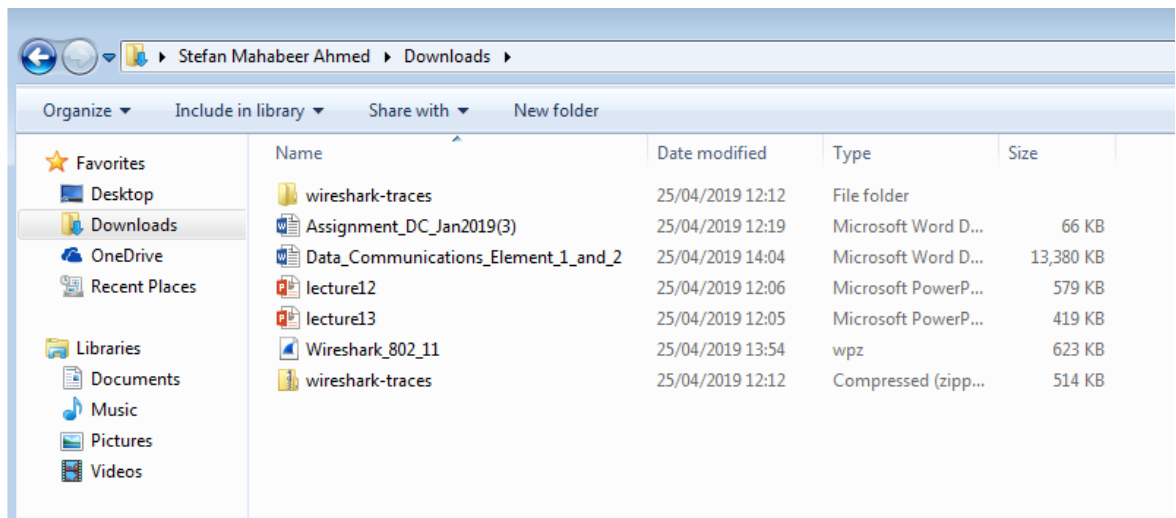 Stefan Mahabeer Ahmed Downloads
Organize Include in library Share with New folder
Favorites
Desktop
Downloads
OneDrive
Recent Places
Libraries
Documents
Music
Pictures
Videos
Name Date modified Type Size
wireshark-traces 25/04/2019 12:12 File folder
Assignment_DC_Jan2019(3) 25/04/2019 12:19 Microsoft Word D... 66 KB
Data_Communications_Element_1_and_2 25/04/2019 14:04 Microsoft Word D... 13,380 KB
lecture12 25/04/2019 12:06 Microsoft PowerP... 579 KB
lecture13 25/04/2019 12:05 Microsoft PowerP... 419 KB
Wireshark_802_11 25/04/2019 13:54 wpz 623 KB
wireshark-traces 25/04/2019 12:12 Compressed (zipp... 514 KB